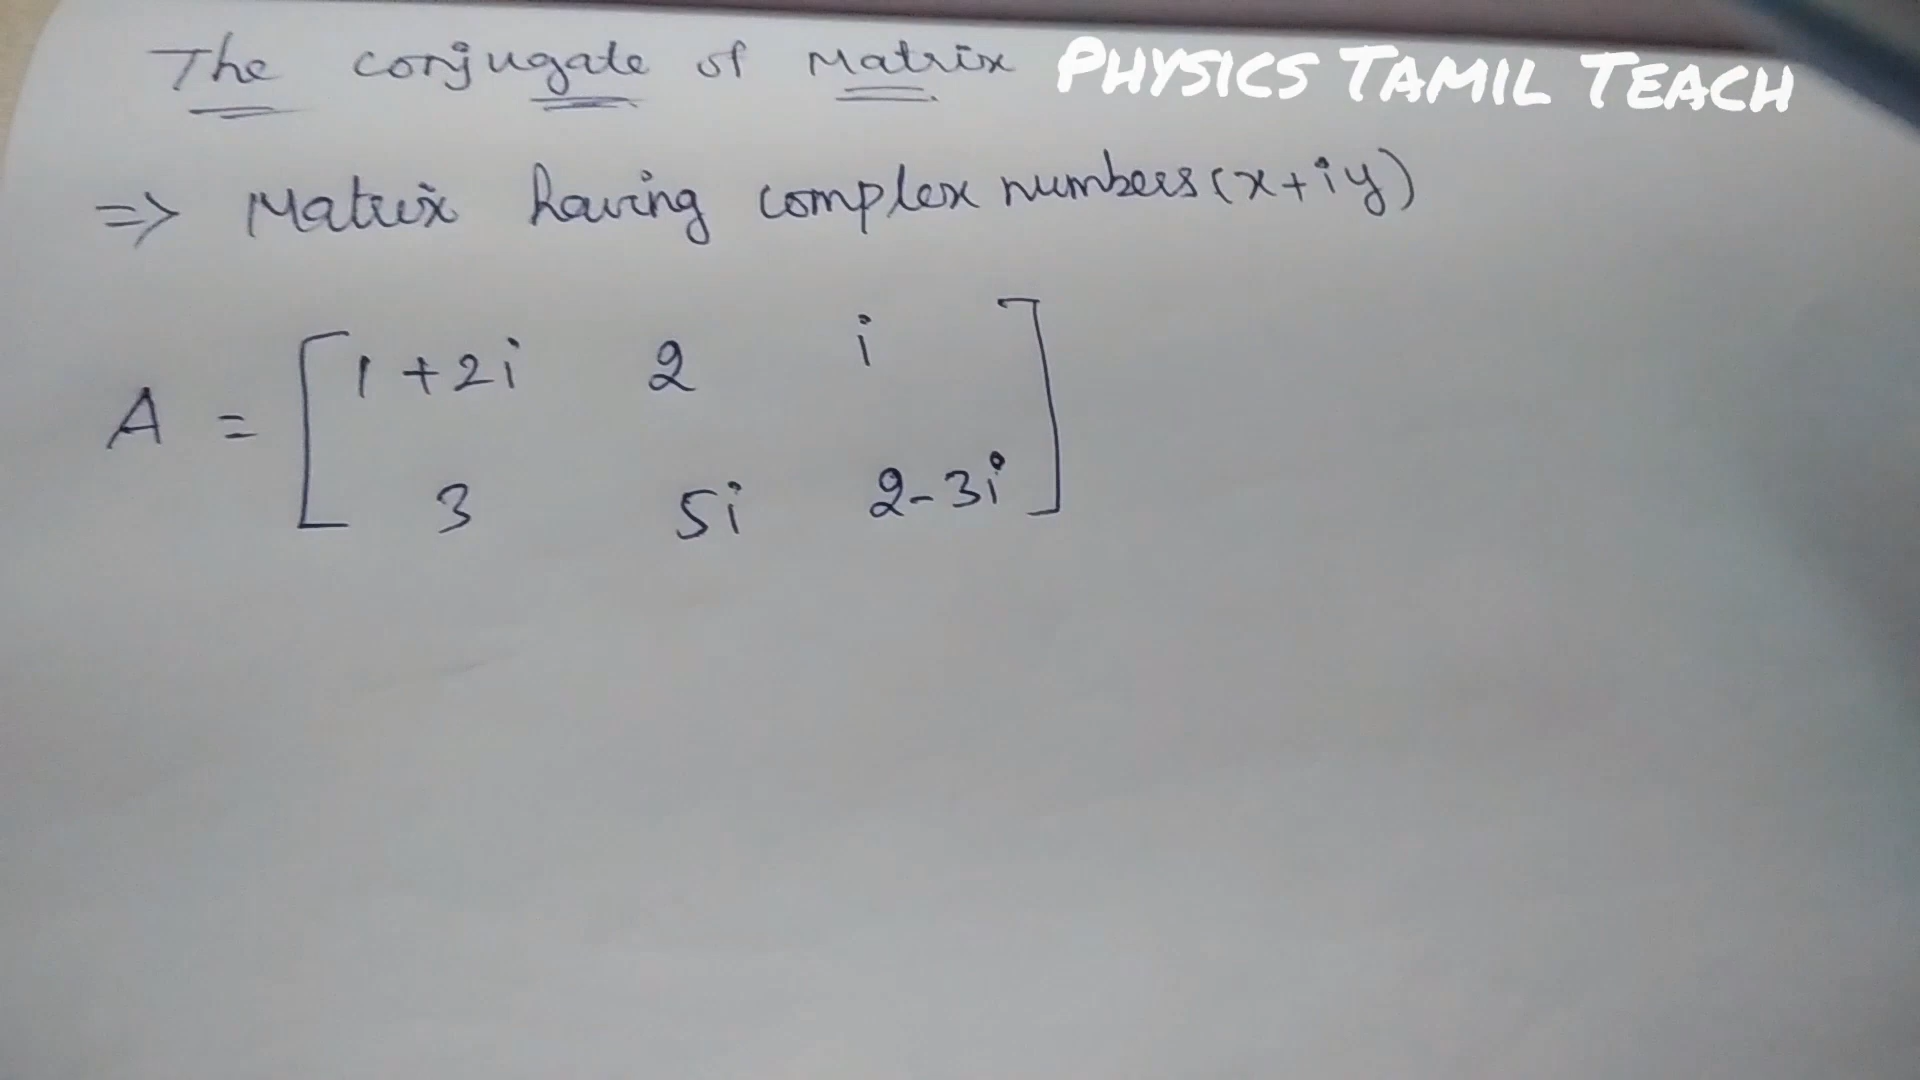 The conjugate of Matrix PHYSICS TAMIL TEACH
=> Matrix having complex numbers (x+iy)
A = [ 1+2i 2 i
3 5i 2-3i ]